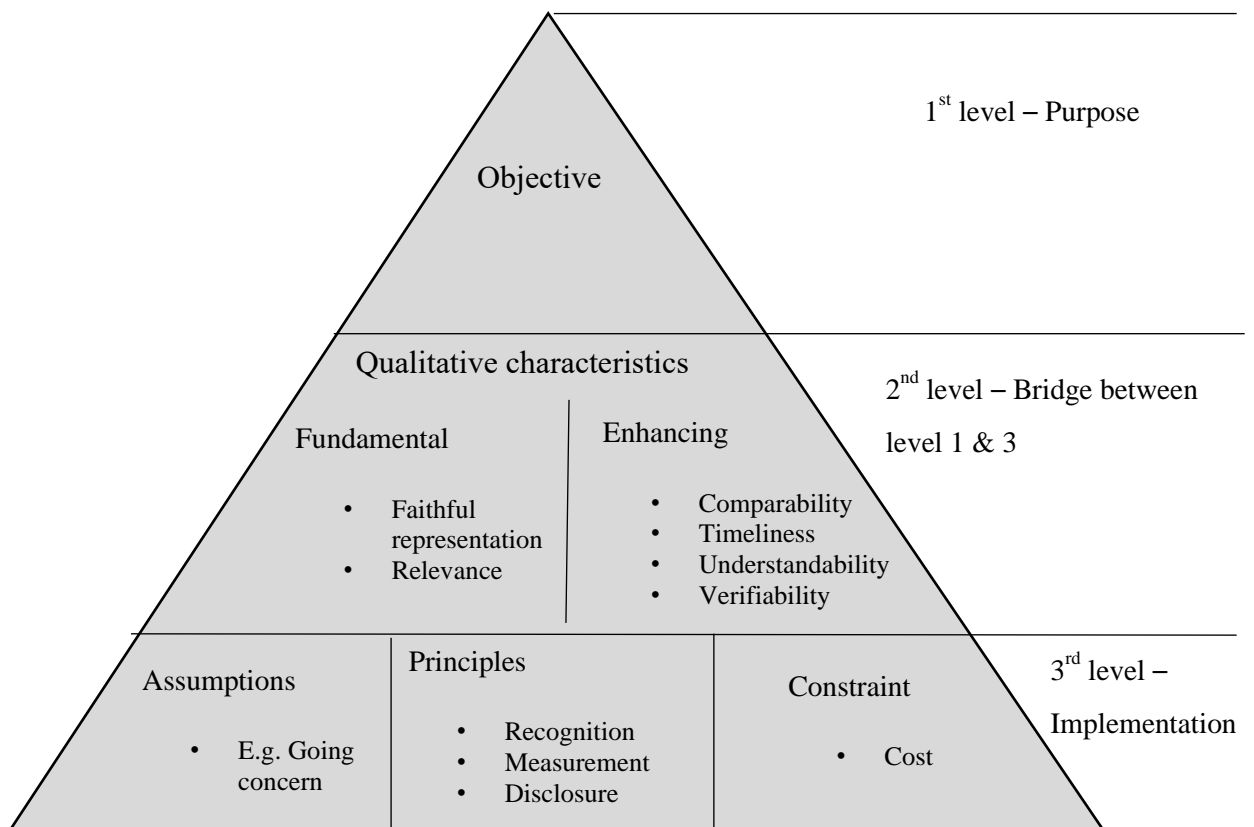 1st level – Purpose
Objective
Qualitative characteristics
2nd level – Bridge between
level 1 & 3
Fundamental
• Faithful
representation
• Relevance
Enhancing
• Comparability
• Timeliness
• Understandability
• Verifiability
Assumptions
• E.g. Going
concern
Principles
• Recognition
• Measurement
• Disclosure
Constraint
• Cost
3rd level –
Implementation